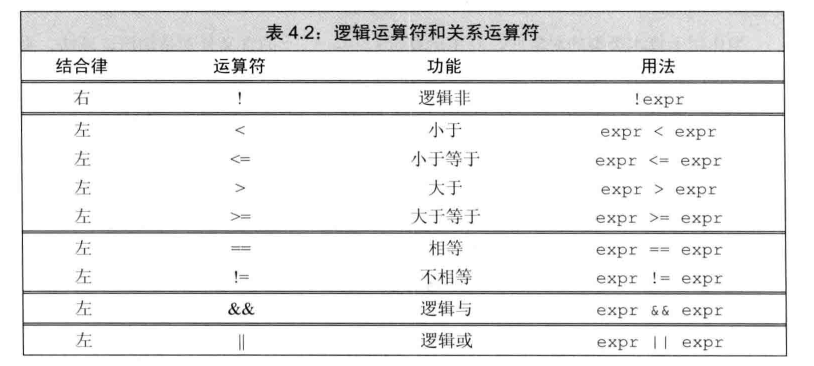 表 4.2：逻辑运算符和关系运算符
结合律 运算符 功能 用法
右 ! 逻辑非 !expr
左 < 小于 expr < expr
左 <= 小于等于 expr <= expr
左 > 大于 expr > expr
左 >= 大于等于 expr >= expr
左 == 相等 expr == expr
左 != 不相等 expr != expr
左 && 逻辑与 expr && expr
左 || 逻辑或 expr || expr